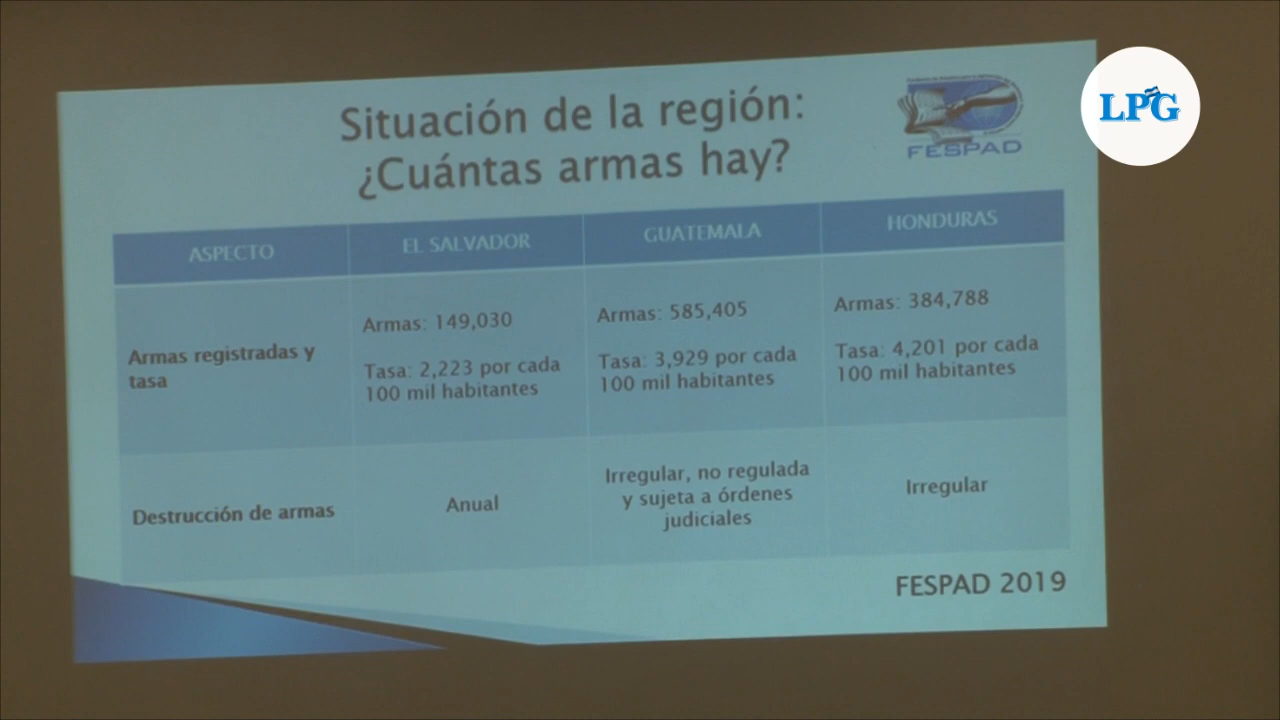 Situación de la región:
¿Cuántas armas hay?
FESPAD
LPG
ASPECTO
EL SALVADOR
GUATEMALA
HONDURAS
Armas registradas y
tasa
Armas: 149,030
Tasa: 2,223 por cada
100 mil habitantes
Armas: 585,405
Tasa: 3,929 por cada
100 mil habitantes
Armas: 384,788
Tasa: 4,201 por cada
100 mil habitantes
Destrucción de armas
Anual
Irregular, no regulada
y sujeta a órdenes
judiciales
Irregular
FESPAD 2019